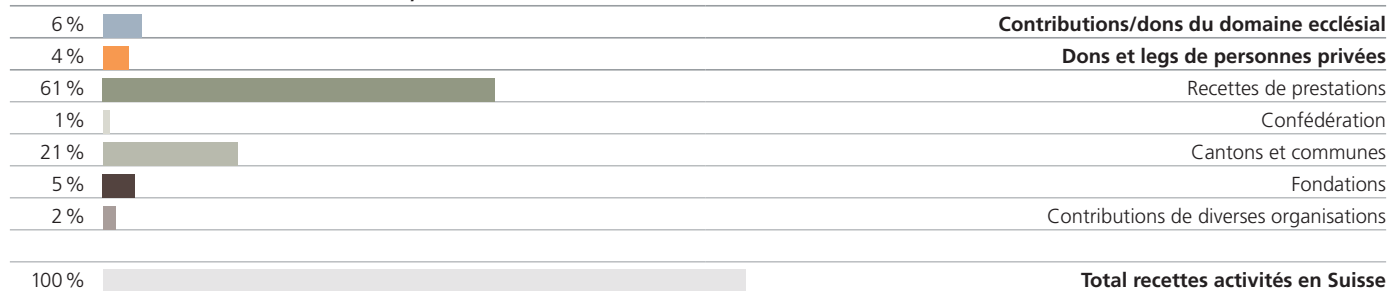 6 % Contributions/dons du domaine ecclésial
4 % Dons et legs de personnes privées
61 % Recettes de prestations
1 % Confédération
21 % Cantons et communes
5 % Fondations
2 % Contributions de diverses organisations
100 % Total recettes activités en Suisse